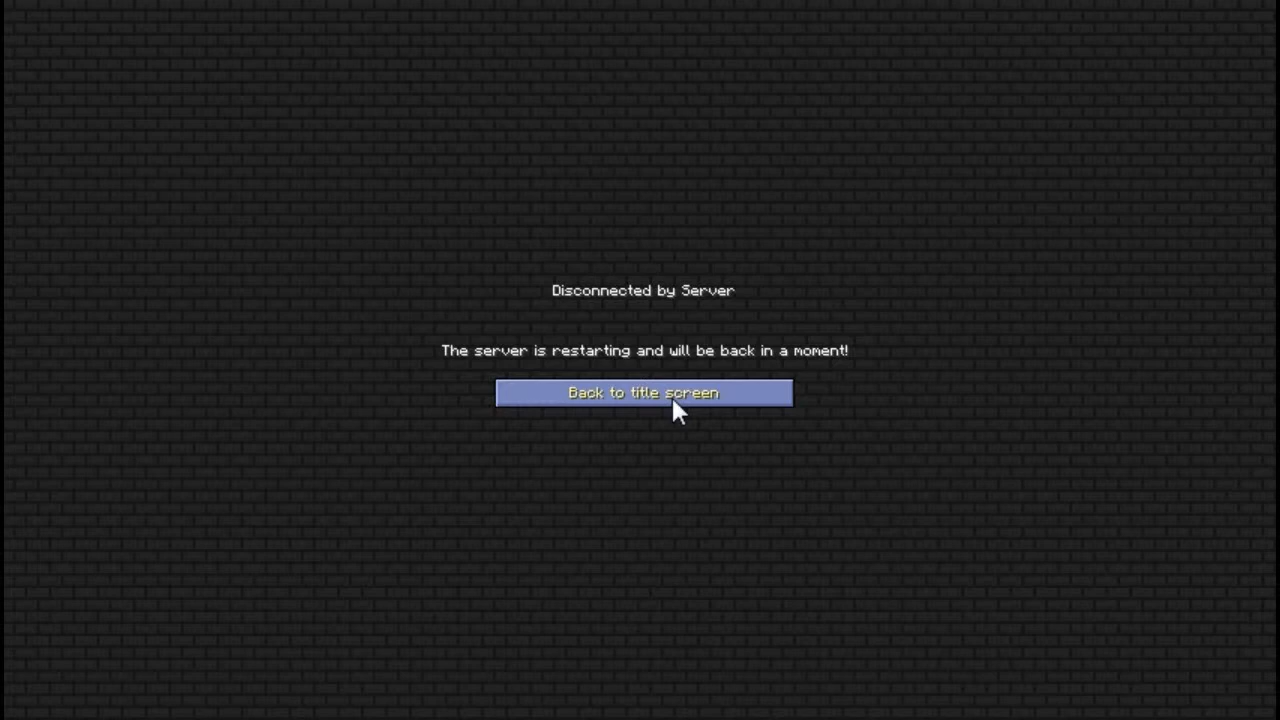 Disconnected by Server
The server is restarting and will be back in a moment!
Back to title screen